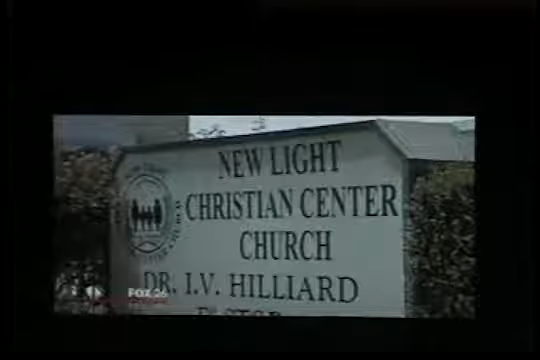 NEW LIGHT
CHRISTIAN CENTER
CHURCH
DR. I.V. HILLIARD
FOX 26